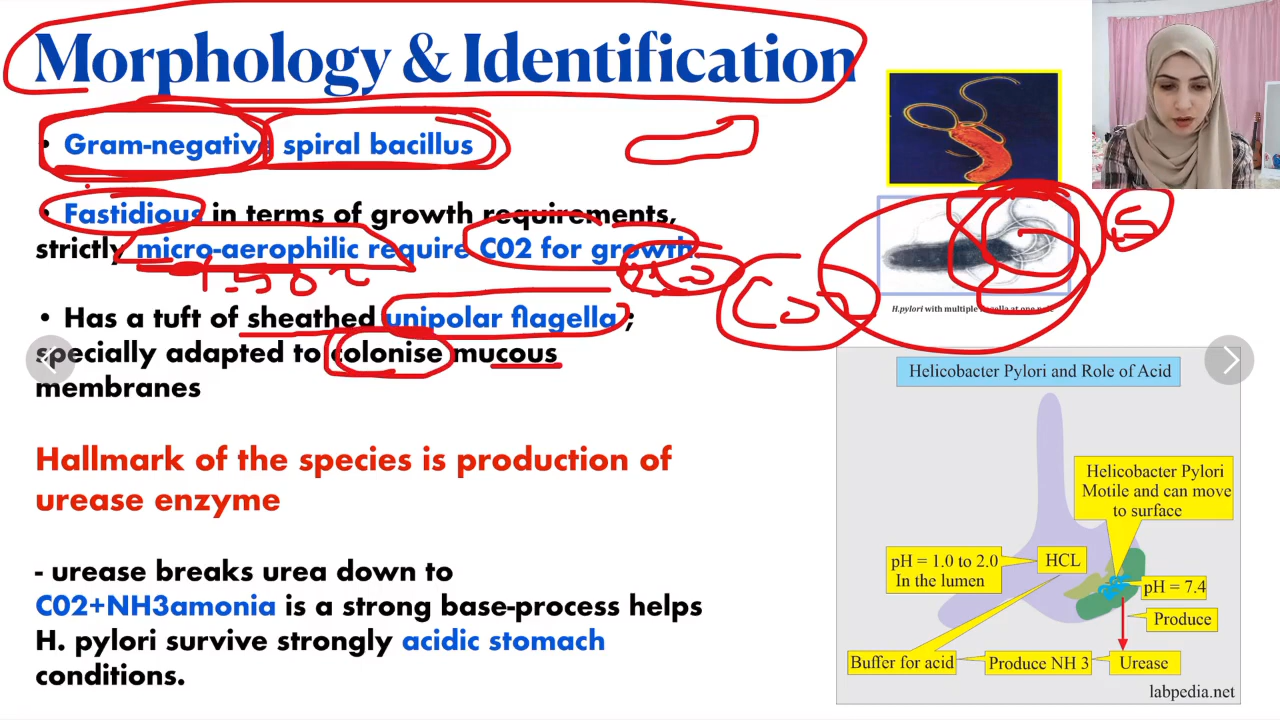 Morphology & Identification
• Gram-negative spiral bacillus
• Fastidious in terms of growth requirements,
strictly micro-aerophilic require C02 for growth.
• Has a tuft of sheathed unipolar flagella ;
specially adapted to colonise mucous
membranes
Hallmark of the species is production of
urease enzyme
- urease breaks urea down to
C02+NH3amonia is a strong base-process helps
H. pylori survive strongly acidic stomach
conditions.
H.pylori with multiple flagella at one
Helicobacter Pylori and Role of Acid
Helicobacter Pylori
Motile and can move
to surface
pH = 1.0 to 2.0
In the lumen
HCL
pH = 7.4
Produce
Buffer for acid
Produce NH 3
Urease
labpedia.net